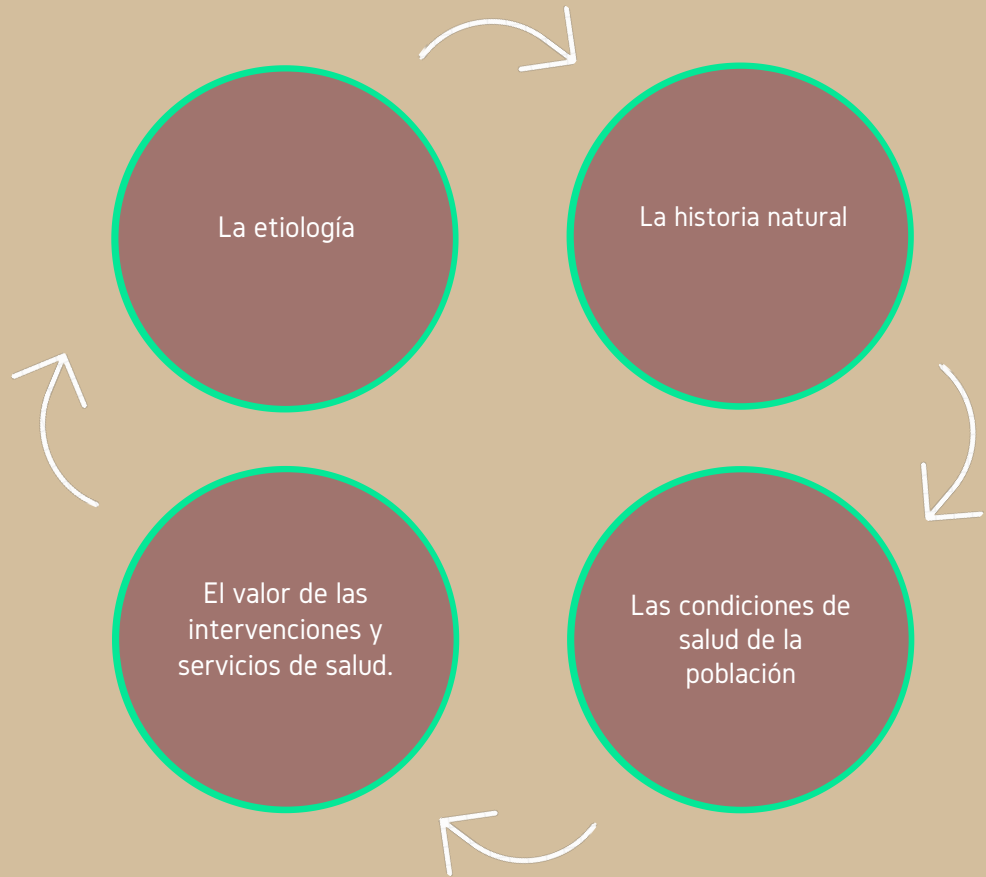 La etiología
La historia natural
El valor de las
intervenciones y
servicios de salud.
Las condiciones de
salud de la
población